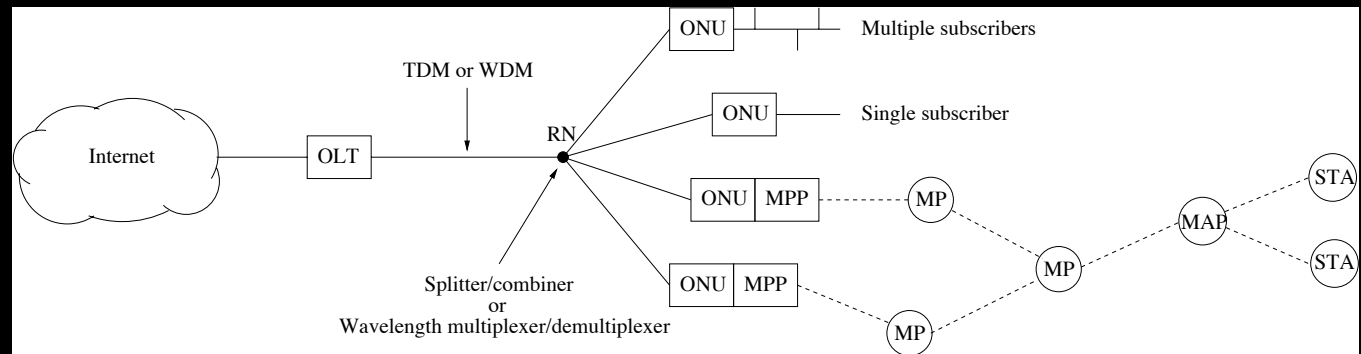 ONU
Multiple subscribers
TDM or WDM
ONU
Single subscriber
RN
Internet
OLT
ONU
MPP
MP
MAP
STA
STA
ONU
MPP
MP
MP
Splitter/combiner
or
Wavelength multiplexer/demultiplexer